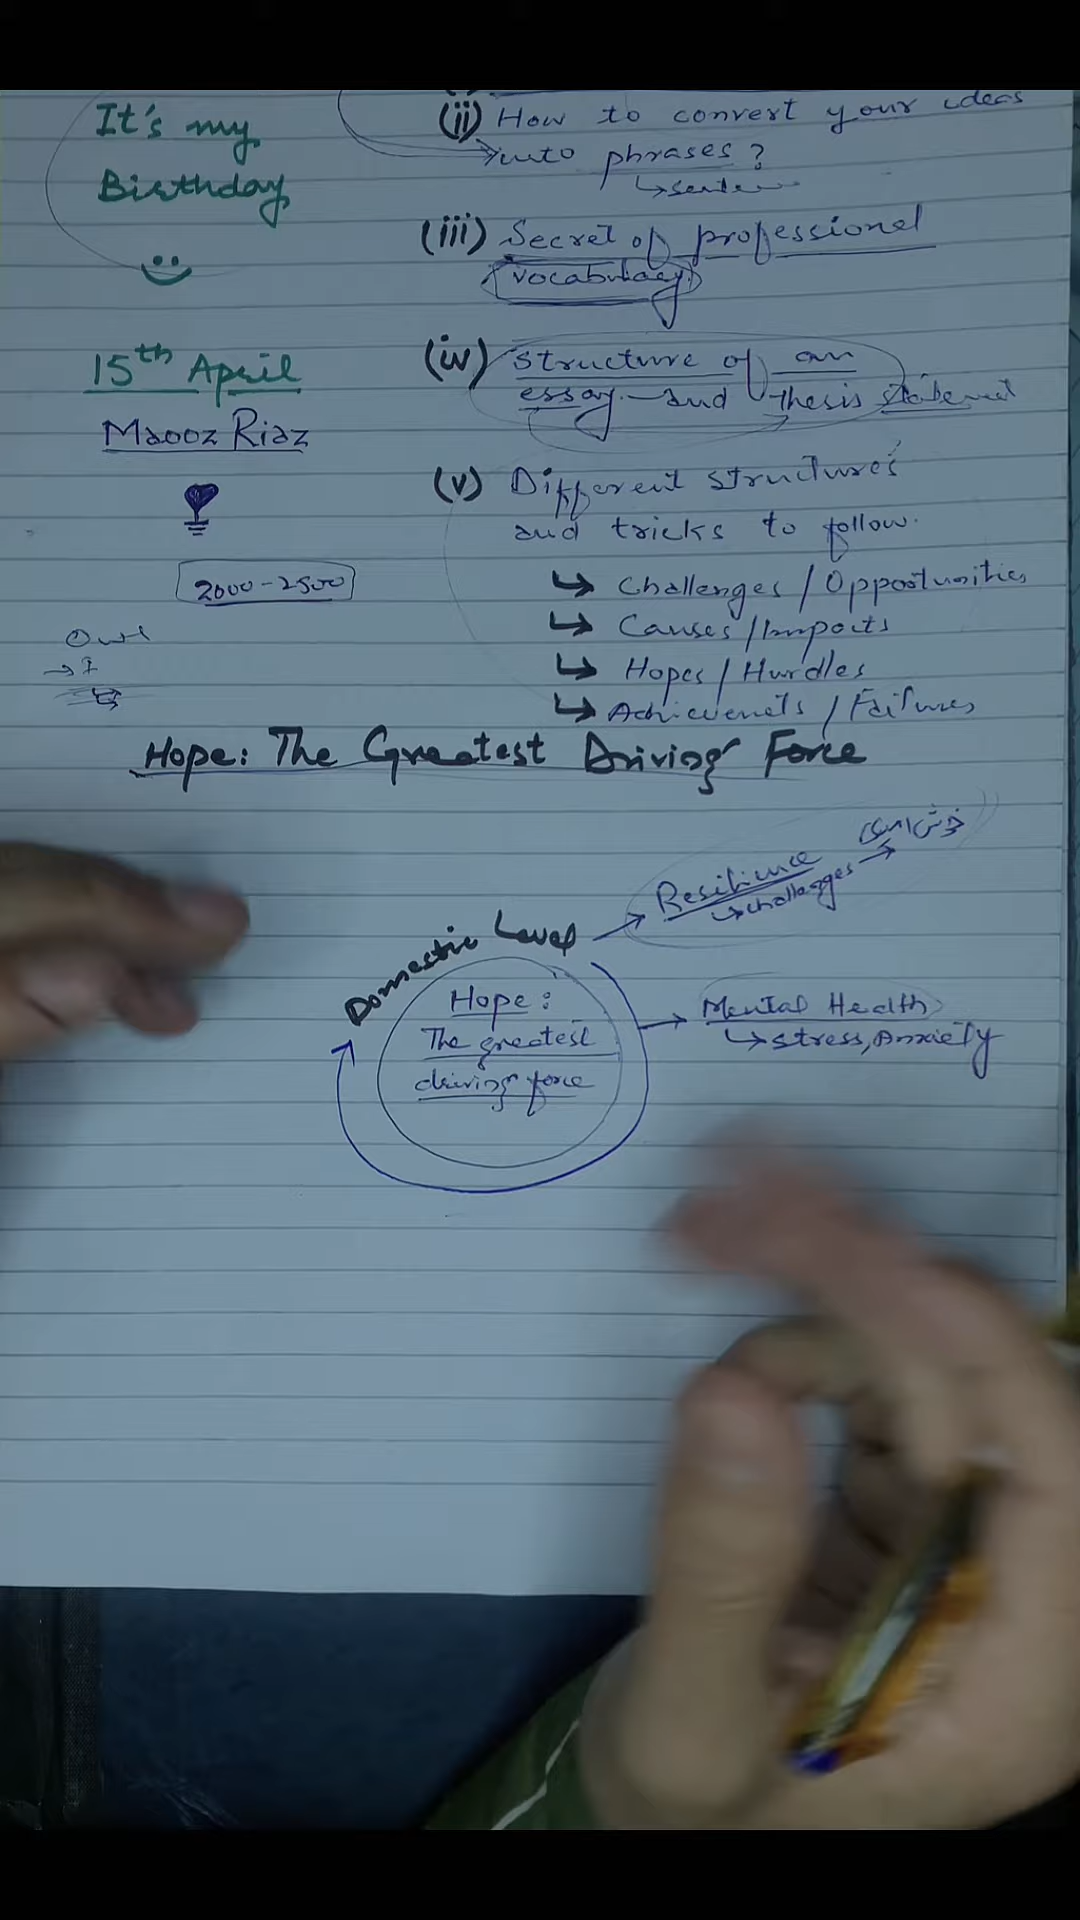 It's my
Birthday
15th April
Maooz Riaz
2000-2500
(ii) How to convert your ideas
into phrases?
(iii) Secret of professional
vocabulary
(iv) Structure of an
essay and thesis statement
(v) Different structures
and tricks to follow.
Challenges / Opportunities
Causes / Impacts
Hopes / Hurdles
Achievements / Failures
Hope: The Greatest Driving Force
Domestic Level
Resilience
challenges
Hope:
The greatest
driving force
Mental Health
stress, Anxiety